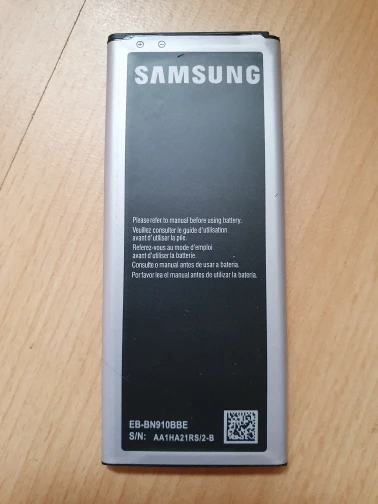 SAMSUNG
Please refer to manual before using battery.
Veuillez consulter le guide d'utilisation
avant d'utiliser la pile.
Referez-vous au mode d'emploi
avant d'utiliser la batterie.
Consulte o manual antes de usar a bateria.
Por favor lea el manual antes de utilizar la batería.
EB-BN910BBE
S/N: AA1HA21RS/2-B